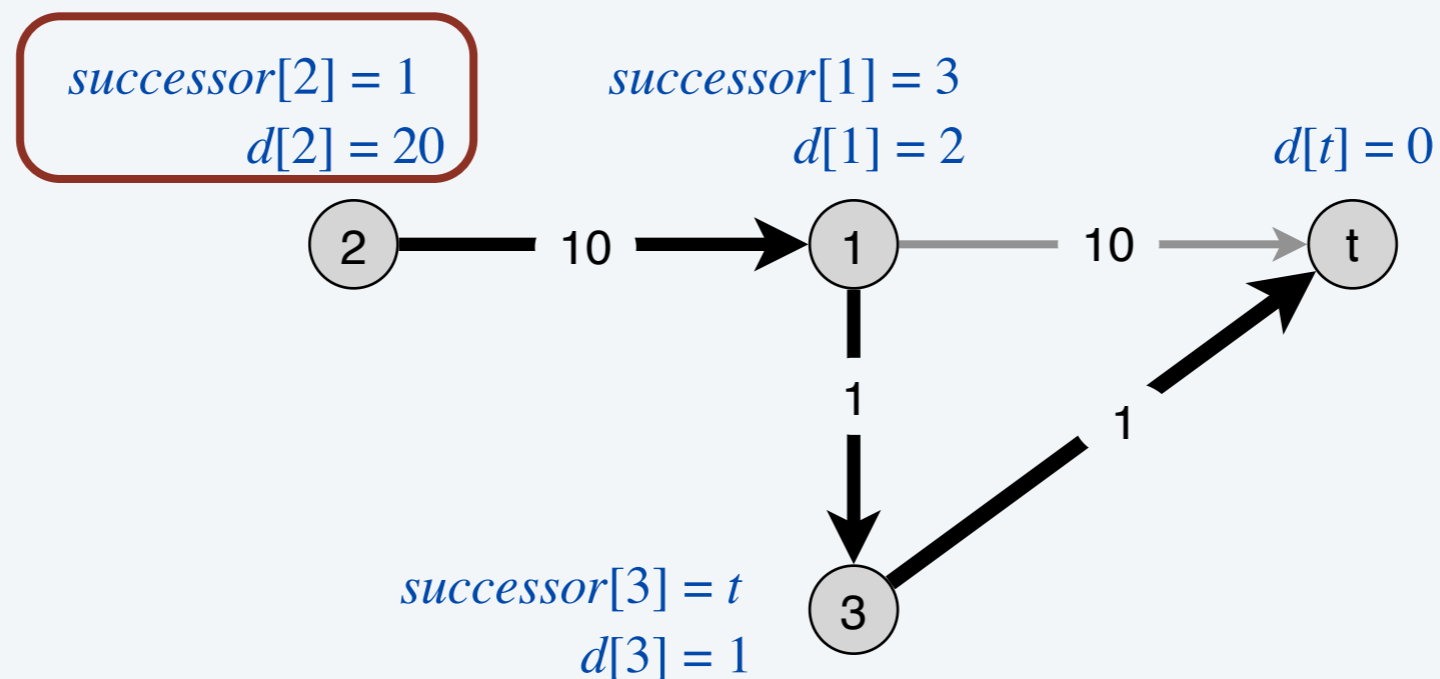 successor[2] = 1
d[2] = 20
successor[1] = 3
d[1] = 2
d[t] = 0
2
10
1
10
t
1
1
successor[3] = t
d[3] = 1
3